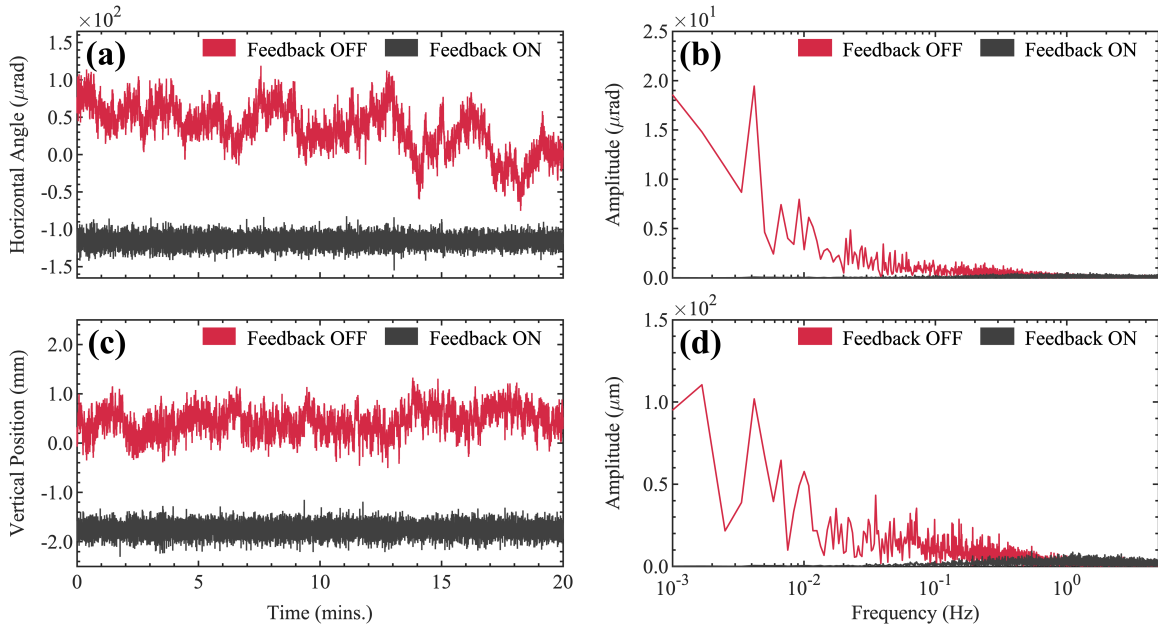 ×10²
(a) Feedback OFF Feedback ON
Horizontal Angle (μrad)
1.5
1.0
0.5
0.0
-0.5
-1.0
-1.5
×10¹
(b) Feedback OFF Feedback ON
Amplitude (μrad)
2.5
2.0
1.5
1.0
0.5
0.0
(c) Feedback OFF Feedback ON
Vertical Position (mm)
2.0
1.0
0.0
-1.0
-2.0
0 5 10 15 20
Time (mins.)
×10²
(d) Feedback OFF Feedback ON
Amplitude (μm)
1.5
1.0
0.5
0.0
10⁻³ 10⁻² 10⁻¹ 10⁰
Frequency (Hz)